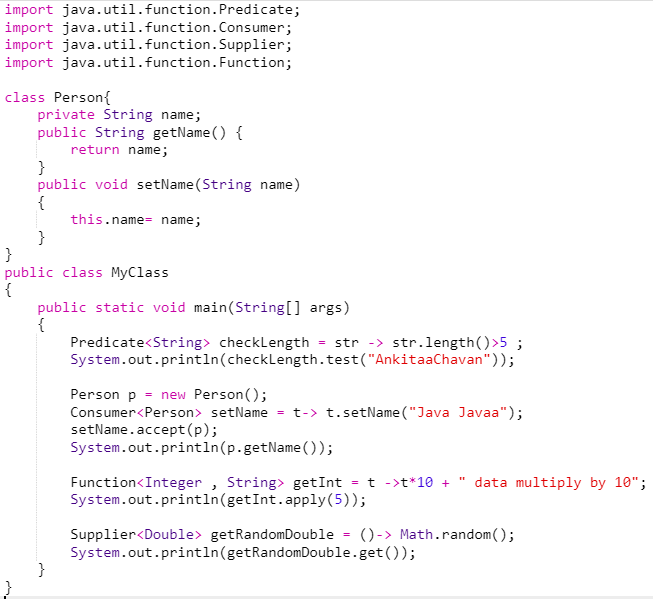 import java.util.function.Predicate;
import java.util.function.Consumer;
import java.util.function.Supplier;
import java.util.function.Function;

class Person{
    private String name;
    public String getName() {
        return name;
    }
    public void setName(String name)
    {
        this.name= name;
    }
}
public class MyClass
{
    public static void main(String[] args)
    {
        Predicate<String> checkLength = str -> str.length()>5 ;
        System.out.println(checkLength.test("AnkitaaChavan"));

        Person p = new Person();
        Consumer<Person> setName = t-> t.setName("Java Javaa");
        setName.accept(p);
        System.out.println(p.getName());

        Function<Integer , String> getInt = t ->t*10 + " data multiply by 10";
        System.out.println(getInt.apply(5));

        Supplier<Double> getRandomDouble = ()-> Math.random();
        System.out.println(getRandomDouble.get());
    }
}